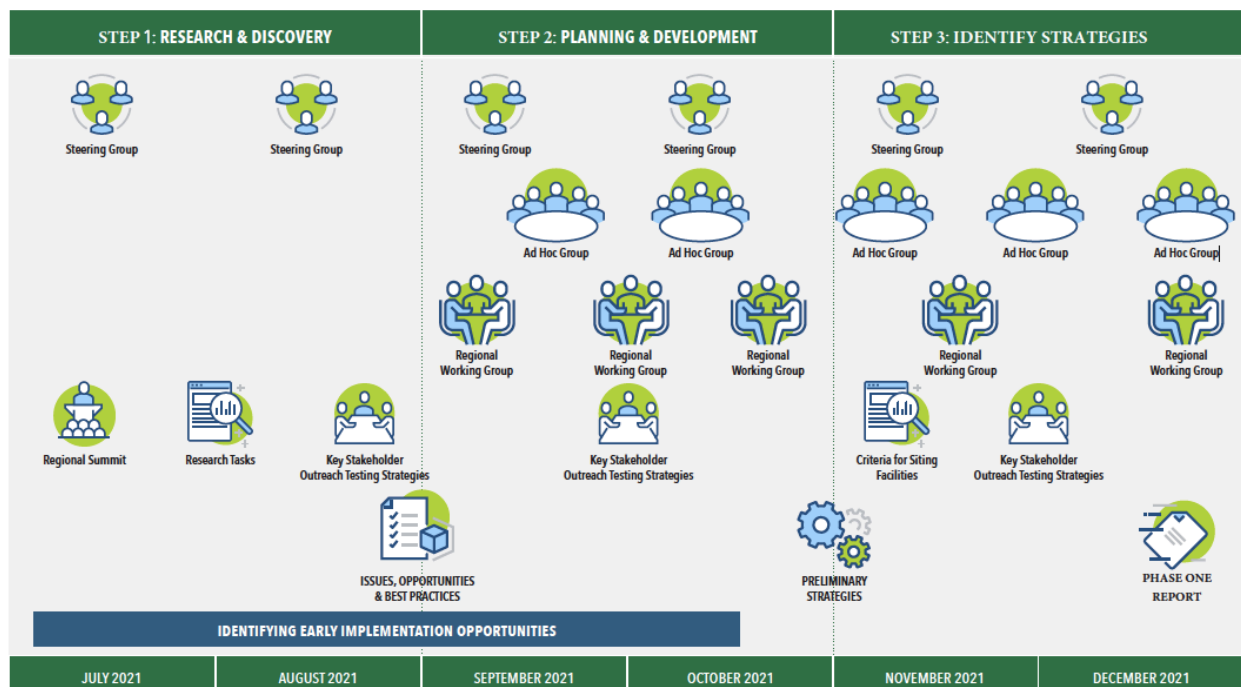 STEP 1: RESEARCH & DISCOVERY
STEP 2: PLANNING & DEVELOPMENT
STEP 3: IDENTIFY STRATEGIES
Steering Group
Steering Group
Steering Group
Steering Group
Steering Group
Steering Group
Ad Hoc Group
Ad Hoc Group
Ad Hoc Group
Ad Hoc Group
Ad Hoc Group
Regional
Working Group
Regional
Working Group
Regional
Working Group
Regional
Working Group
Regional
Working Group
Regional Summit
Research Tasks
Key Stakeholder
Outreach Testing Strategies
Key Stakeholder
Outreach Testing Strategies
Criteria for Siting
Facilities
Key Stakeholder
Outreach Testing Strategies
ISSUES, OPPORTUNITIES
& BEST PRACTICES
PRELIMINARY
STRATEGIES
PHASE ONE
REPORT
IDENTIFYING EARLY IMPLEMENTATION OPPORTUNITIES
JULY 2021
AUGUST 2021
SEPTEMBER 2021
OCTOBER 2021
NOVEMBER 2021
DECEMBER 2021